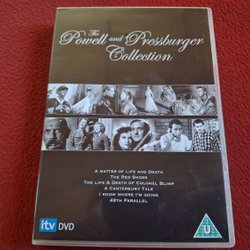 The
Powell and Pressburger
Collection
A MATTER OF LIFE AND DEATH
THE RED SHOES
THE LIFE & DEATH OF COLONEL BLIMP
A CANTERBURY TALE
I KNOW WHERE I'M GOING
49TH PARALLEL
itv DVD
U